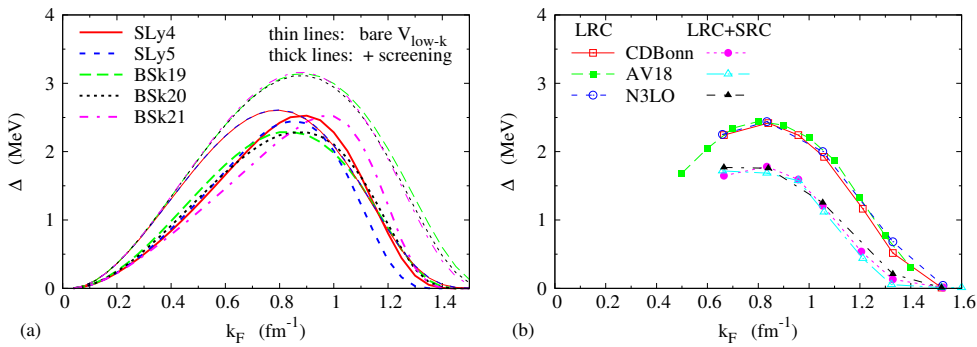 SLy4
SLy5
BSk19
BSk20
BSk21
thin lines: bare V_low-k
thick lines: + screening
Δ (MeV)
4
3
2
1
0
0 0.2 0.4 0.6 0.8 1 1.2 1.4
(a) k_F (fm⁻¹)
LRC LRC+SRC
CDBonn
AV18
N3LO
Δ (MeV)
4
3
2
1
0
0 0.2 0.4 0.6 0.8 1 1.2 1.4 1.6
(b) k_F (fm⁻¹)